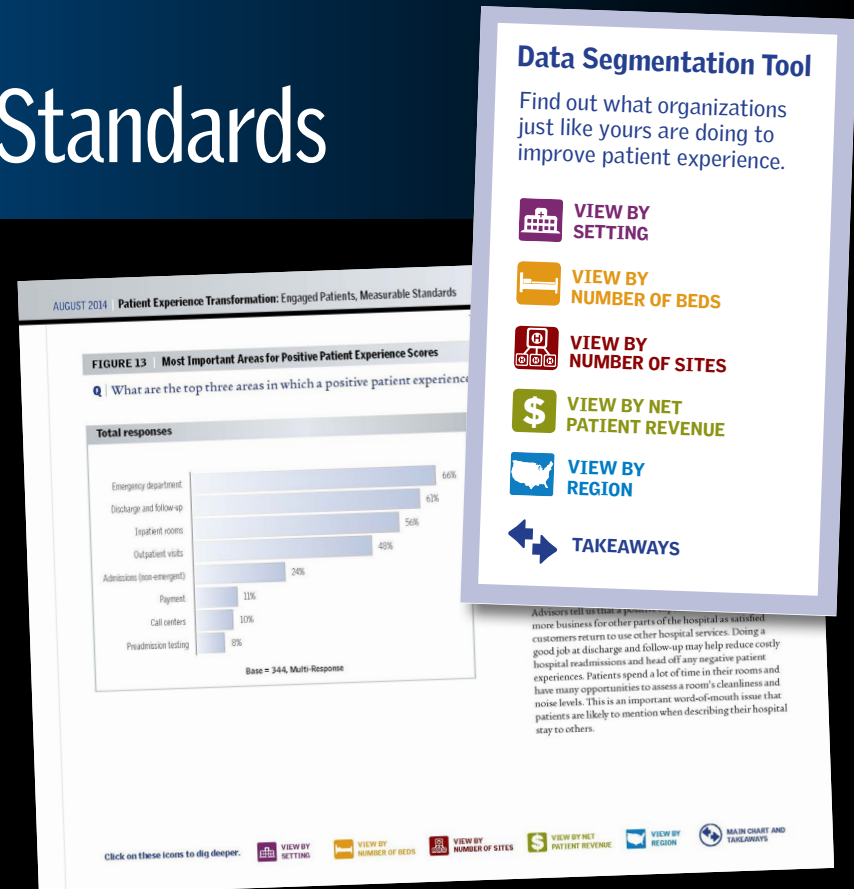 Standards
Data Segmentation Tool
Find out what organizations
just like yours are doing to
improve patient experience.
VIEW BY
SETTING
VIEW BY
NUMBER OF BEDS
VIEW BY
NUMBER OF SITES
VIEW BY NET
PATIENT REVENUE
VIEW BY
REGION
TAKEAWAYS
AUGUST 2014 | Patient Experience Transformation: Engaged Patients, Measurable Standards
FIGURE 13 | Most Important Areas for Positive Patient Experience Scores
Q | What are the top three areas in which a positive patient experience
Total responses
Emergency department 66%
Discharge and follow-up 61%
Inpatient rooms 56%
Outpatient visits 48%
Admissions (non-emergent) 24%
Payment 11%
Call centers 10%
Preadmission testing 8%
Base = 344, Multi-Response
Advisors tell us that a positive
more business for other parts of the hospital as satisfied
customers return to use other hospital services. Doing a
good job at discharge and follow-up may help reduce costly
hospital readmissions and head off any negative patient
experiences. Patients spend a lot of time in their rooms and
have many opportunities to assess a room's cleanliness and
noise levels. This is an important word-of-mouth issue that
patients are likely to mention when describing their hospital
stay to others.
Click on these icons to dig deeper.
VIEW BY
SETTING
VIEW BY
NUMBER OF BEDS
VIEW BY
NUMBER OF SITES
VIEW BY NET
PATIENT REVENUE
VIEW BY
REGION
MAIN CHART AND
TAKEAWAYS